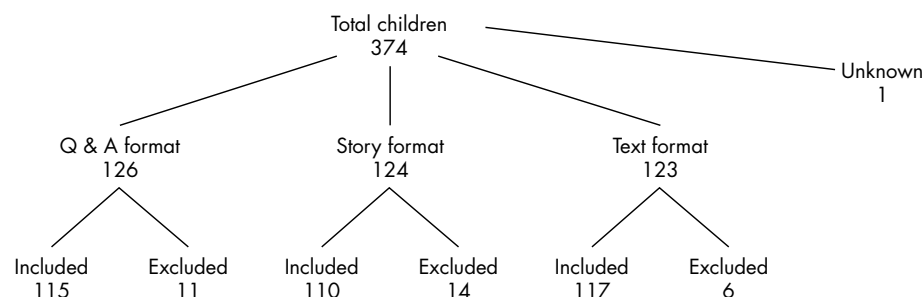 Total children
374
Unknown
1
Q & A format
126
Story format
124
Text format
123
Included
115
Excluded
11
Included
110
Excluded
14
Included
117
Excluded
6